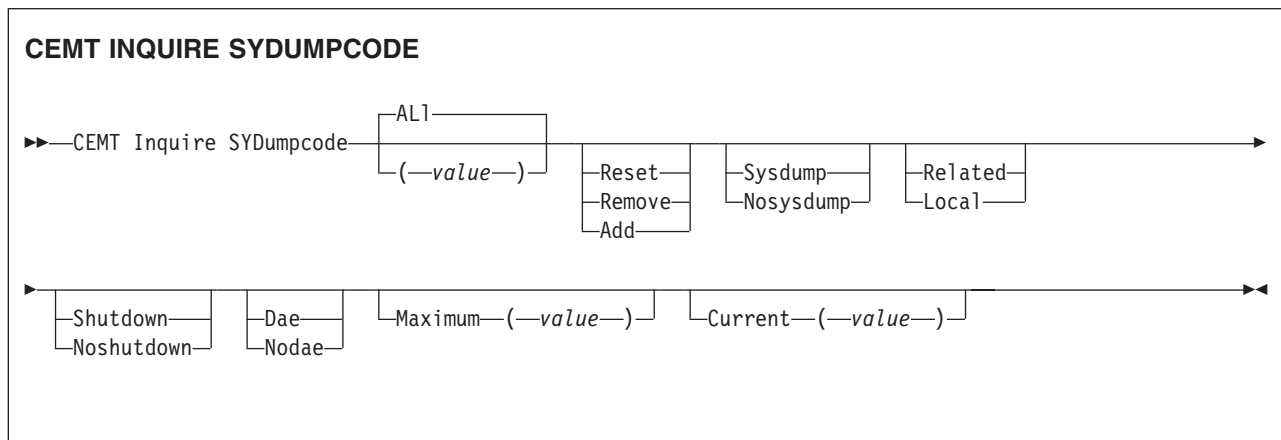 CEMT INQUIRE SYDUMPCODE
ALl
CEMT Inquire SYDumpcode
(value)
Reset
Remove
Add
Sysdump
Nosysdump
Related
Local
Shutdown
Noshutdown
Dae
Nodae
Maximum (value)
Current (value)